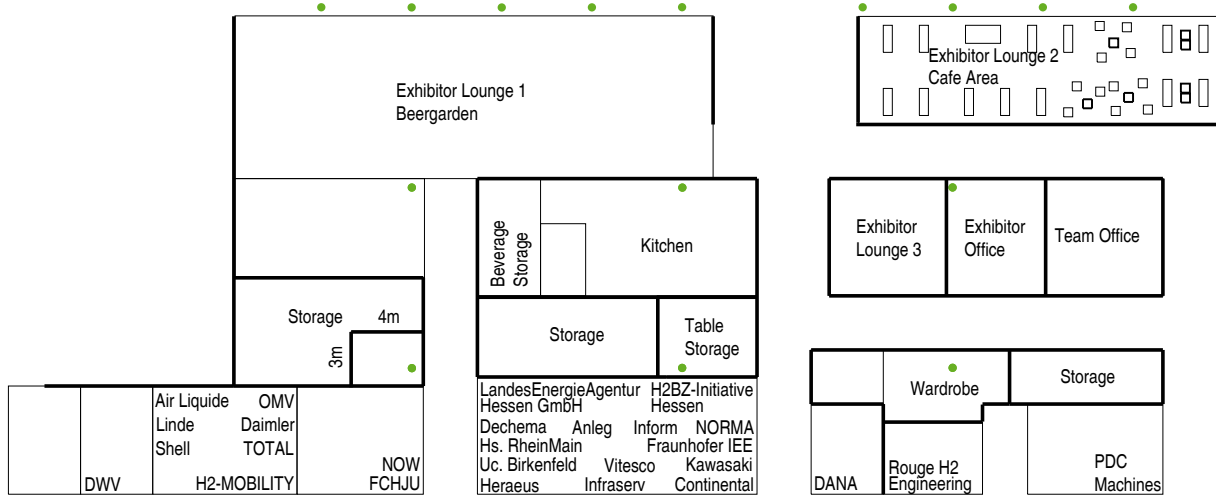 Exhibitor Lounge 1
Beergarden
Exhibitor Lounge 2
Cafe Area
Beverage
Storage
Kitchen
Exhibitor
Lounge 3
Exhibitor
Office
Team Office
Storage
4m
3m
Storage
Table
Storage
Wardrobe
Storage
DWV
Air Liquide OMV
Linde Daimler
Shell TOTAL
H2-MOBILITY
NOW
FCHJU
LandesEnergieAgentur H2BZ-Initiative
Hessen GmbH Hessen
Dechema Anleg Inform NORMA
Hs. RheinMain Fraunhofer IEE
Uc. Birkenfeld Vitesco Kawasaki
Heraeus Infraserv Continental
DANA
Rouge H2
Engineering
PDC
Machines